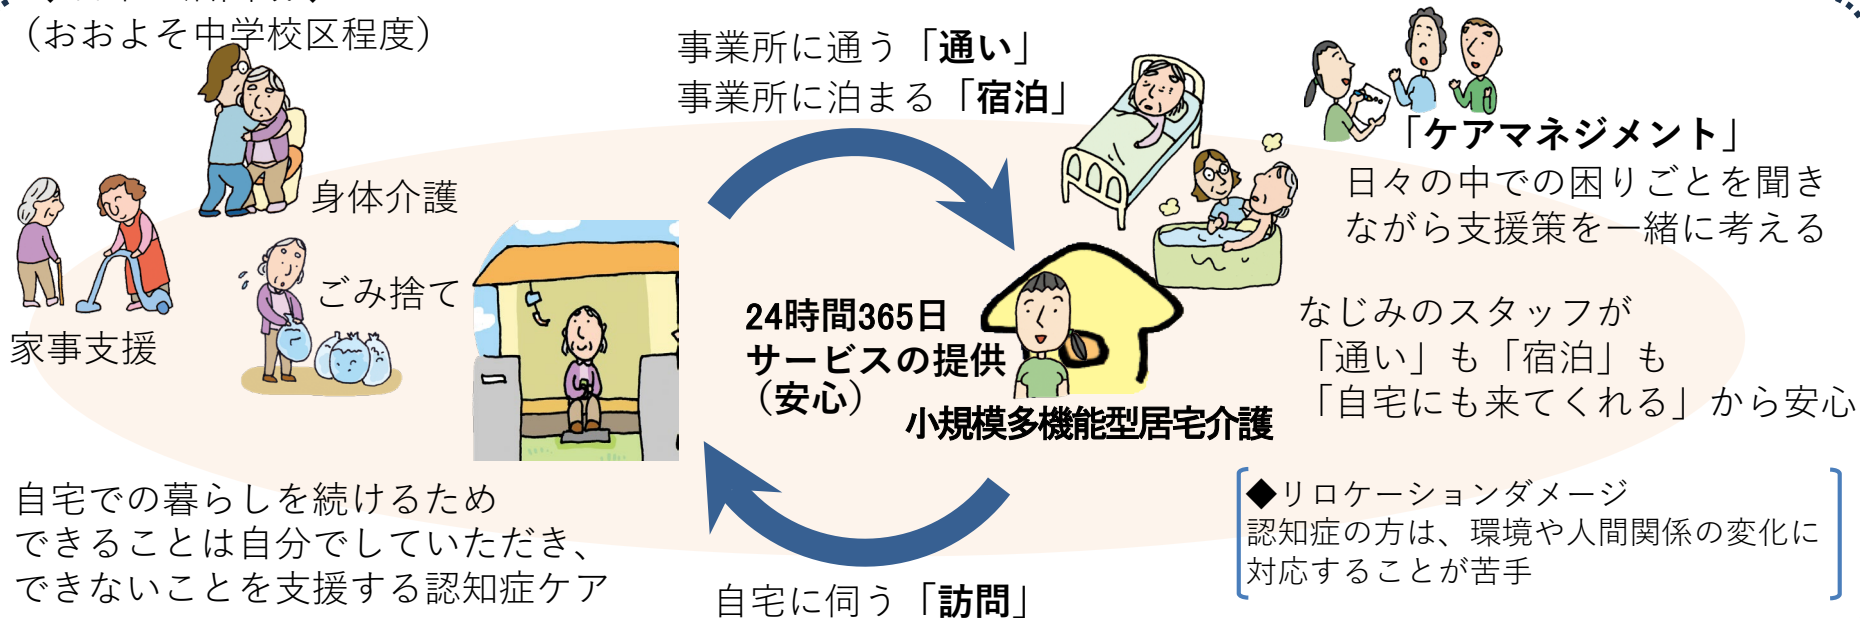 （おおよそ中学校区程度）
事業所に通う「通い」
事業所に泊まる「宿泊」
「ケアマネジメント」
日々の中での困りごとを聞き
ながら支援策を一緒に考える
身体介護
ごみ捨て
家事支援
24時間365日
サービスの提供
（安心）
小規模多機能型居宅介護
なじみのスタッフが
「通い」も「宿泊」も
「自宅にも来てくれる」から安心
自宅での暮らしを続けるため
できることは自分でしていただき、
できないことを支援する認知症ケア
◆リロケーションダメージ
認知症の方は、環境や人間関係の変化に
対応することが苦手
自宅に伺う「訪問」